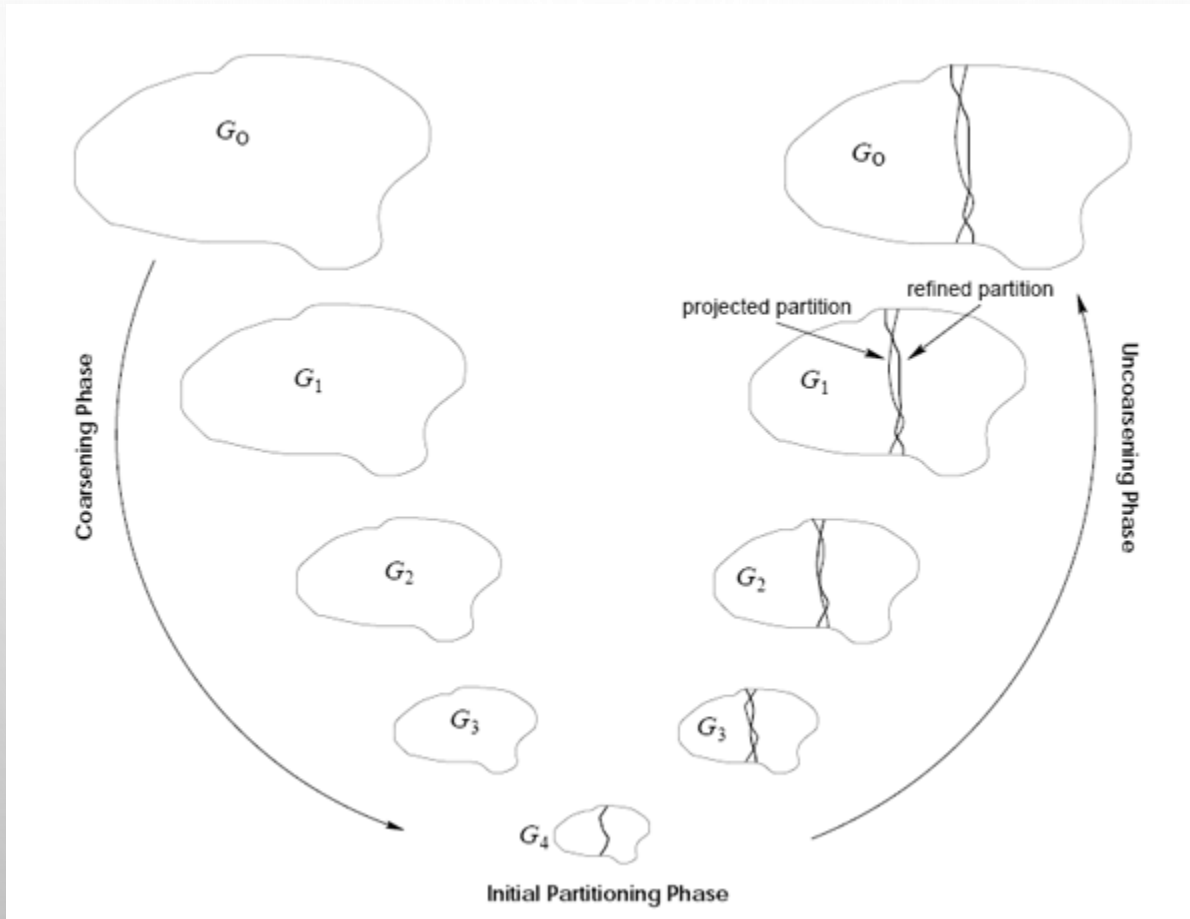 G0
G0
projected partition
refined partition
G1
G1
Coarsening Phase
Uncoarsening Phase
G2
G2
G3
G3
G4
Initial Partitioning Phase